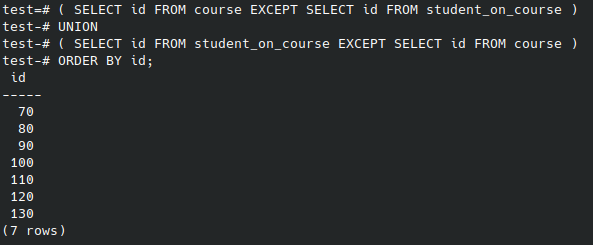 test=# ( SELECT id FROM course EXCEPT SELECT id FROM student_on_course )
test-# UNION
test-# ( SELECT id FROM student_on_course EXCEPT SELECT id FROM course )
test-# ORDER BY id;
 id
-----
  70
  80
  90
 100
 110
 120
 130
(7 rows)